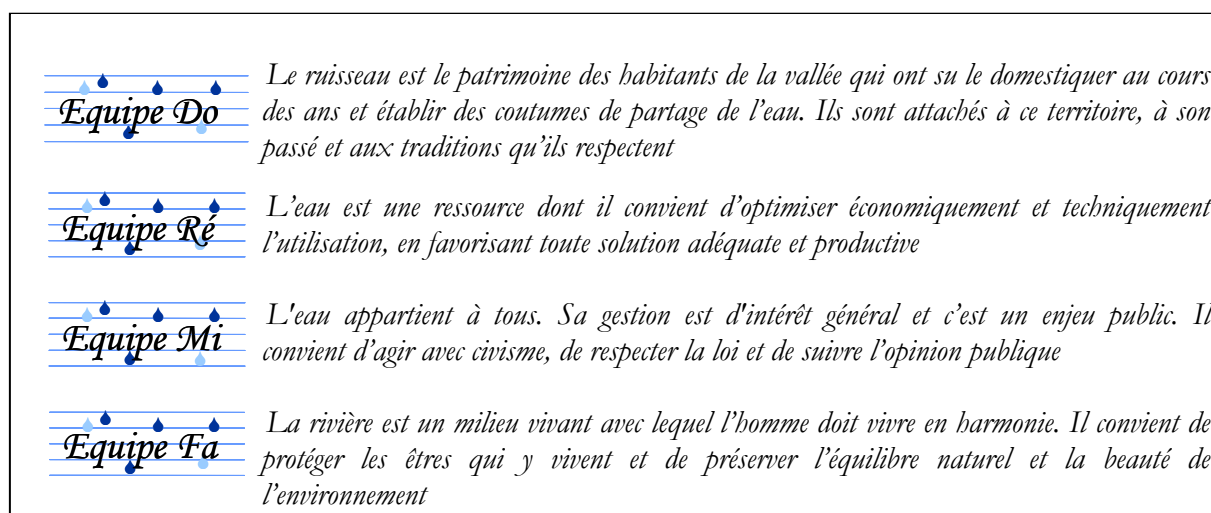 Equipe Do
Le ruisseau est le patrimoine des habitants de la vallée qui ont su le domestiquer au cours
des ans et établir des coutumes de partage de l'eau. Ils sont attachés à ce territoire, à son
passé et aux traditions qu'ils respectent
Equipe Ré
L'eau est une ressource dont il convient d'optimiser économiquement et techniquement
l'utilisation, en favorisant toute solution adéquate et productive
Equipe Mi
L'eau appartient à tous. Sa gestion est d'intérêt général et c'est un enjeu public. Il
convient d'agir avec civisme, de respecter la loi et de suivre l'opinion publique
Equipe Fa
La rivière est un milieu vivant avec lequel l'homme doit vivre en harmonie. Il convient de
protéger les êtres qui y vivent et de préserver l'équilibre naturel et la beauté de
l'environnement